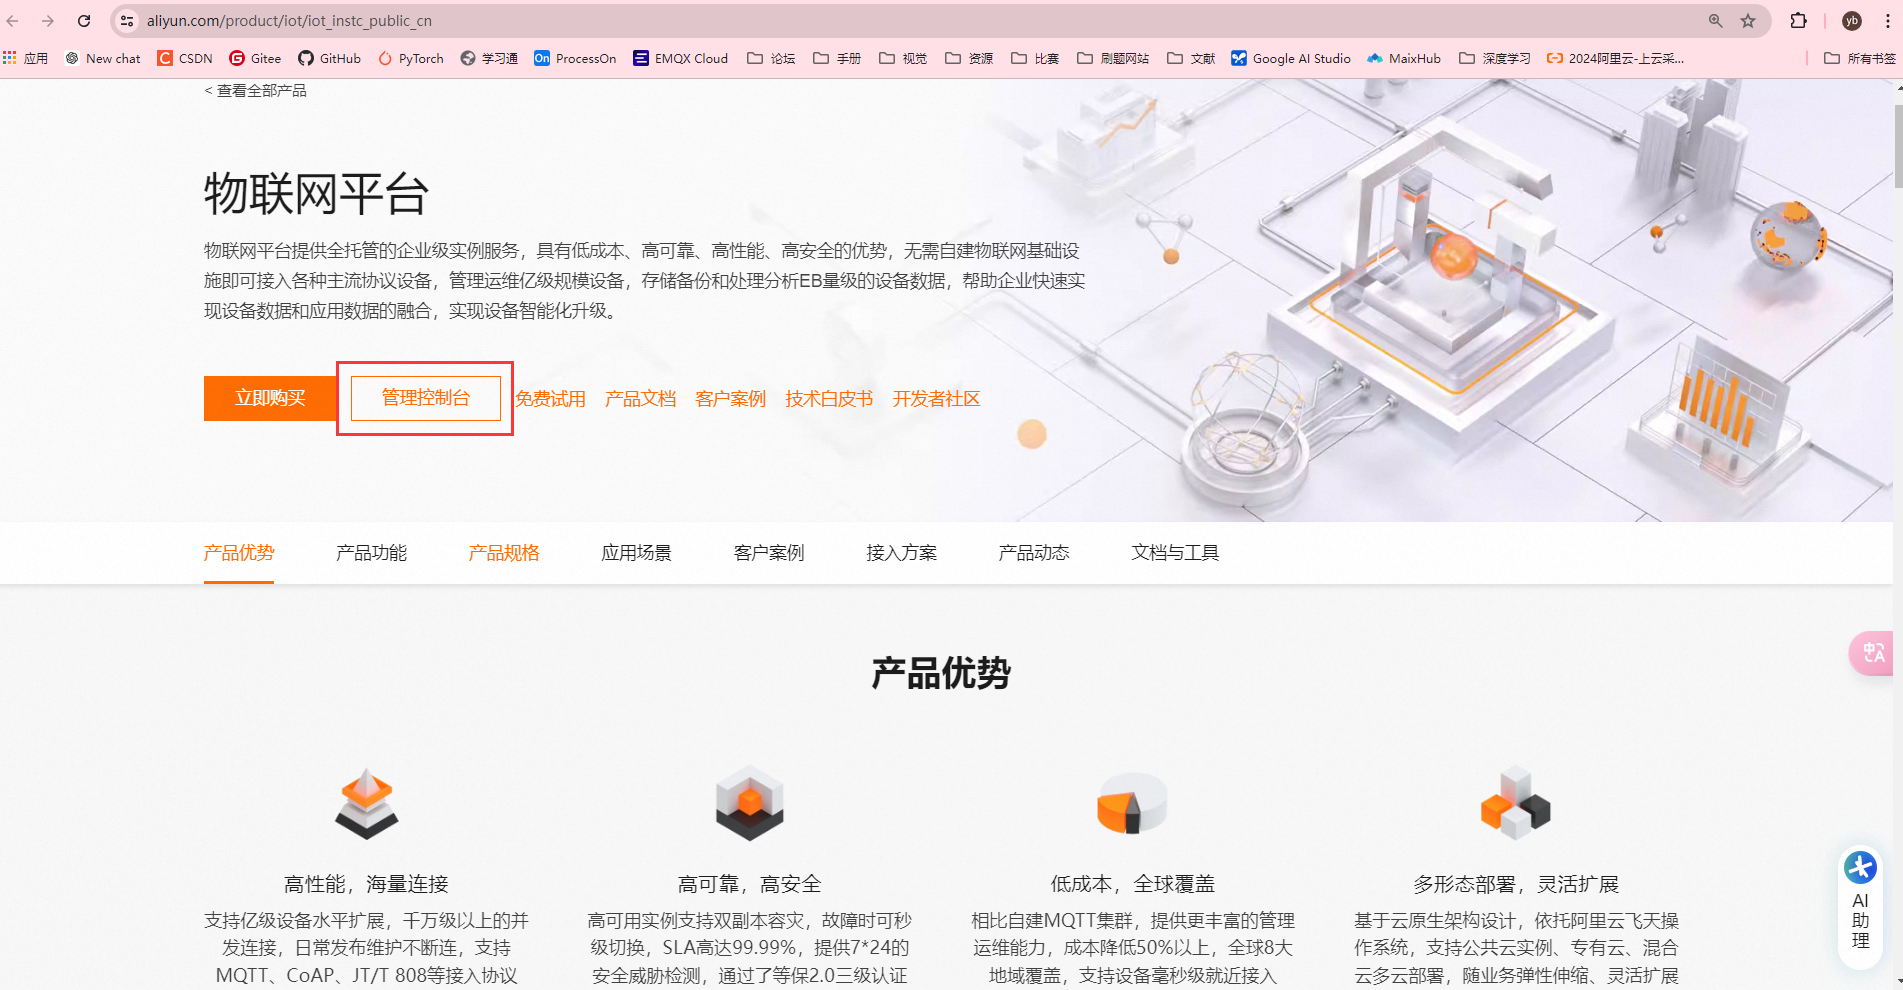 aliyun.com/product/iot/iot_instc_public_cn
yb
应用 New chat CSDN Gitee GitHub PyTorch 学习通 ProcessOn EMQX Cloud 论坛 手册 视觉 资源 比赛 刷题网站 文献 Google AI Studio MaixHub 深度学习 2024阿里云-上云采... 所有书签
< 查看全部产品
物联网平台
物联网平台提供全托管的企业级实例服务，具有低成本、高可靠、高性能、高安全的优势，无需自建物联网基础设
施即可接入各种主流协议设备，管理运维亿级规模设备，存储备份和处理分析EB量级的设备数据，帮助企业快速实
现设备数据和应用数据的融合，实现设备智能化升级。
立即购买 管理控制台 免费试用 产品文档 客户案例 技术白皮书 开发者社区
产品优势 产品功能 产品规格 应用场景 客户案例 接入方案 产品动态 文档与工具
产品优势
高性能，海量连接
支持亿级设备水平扩展，千万级以上的并
发连接，日常发布维护不断连，支持
MQTT、CoAP、JT/T 808等接入协议
高可靠，高安全
高可用实例支持双副本容灾，故障时可秒
级切换，SLA高达99.99%，提供7*24的
安全威胁检测，通过了等保2.0三级认证
低成本，全球覆盖
相比自建MQTT集群，提供更丰富的管理
运维能力，成本降低50%以上，全球8大
地域覆盖，支持设备毫秒级就近接入
多形态部署，灵活扩展
基于云原生架构设计，依托阿里云飞天操
作系统，支持公共云实例、专有云、混合
云多云部署，随业务弹性伸缩、灵活扩展
AI
助
理